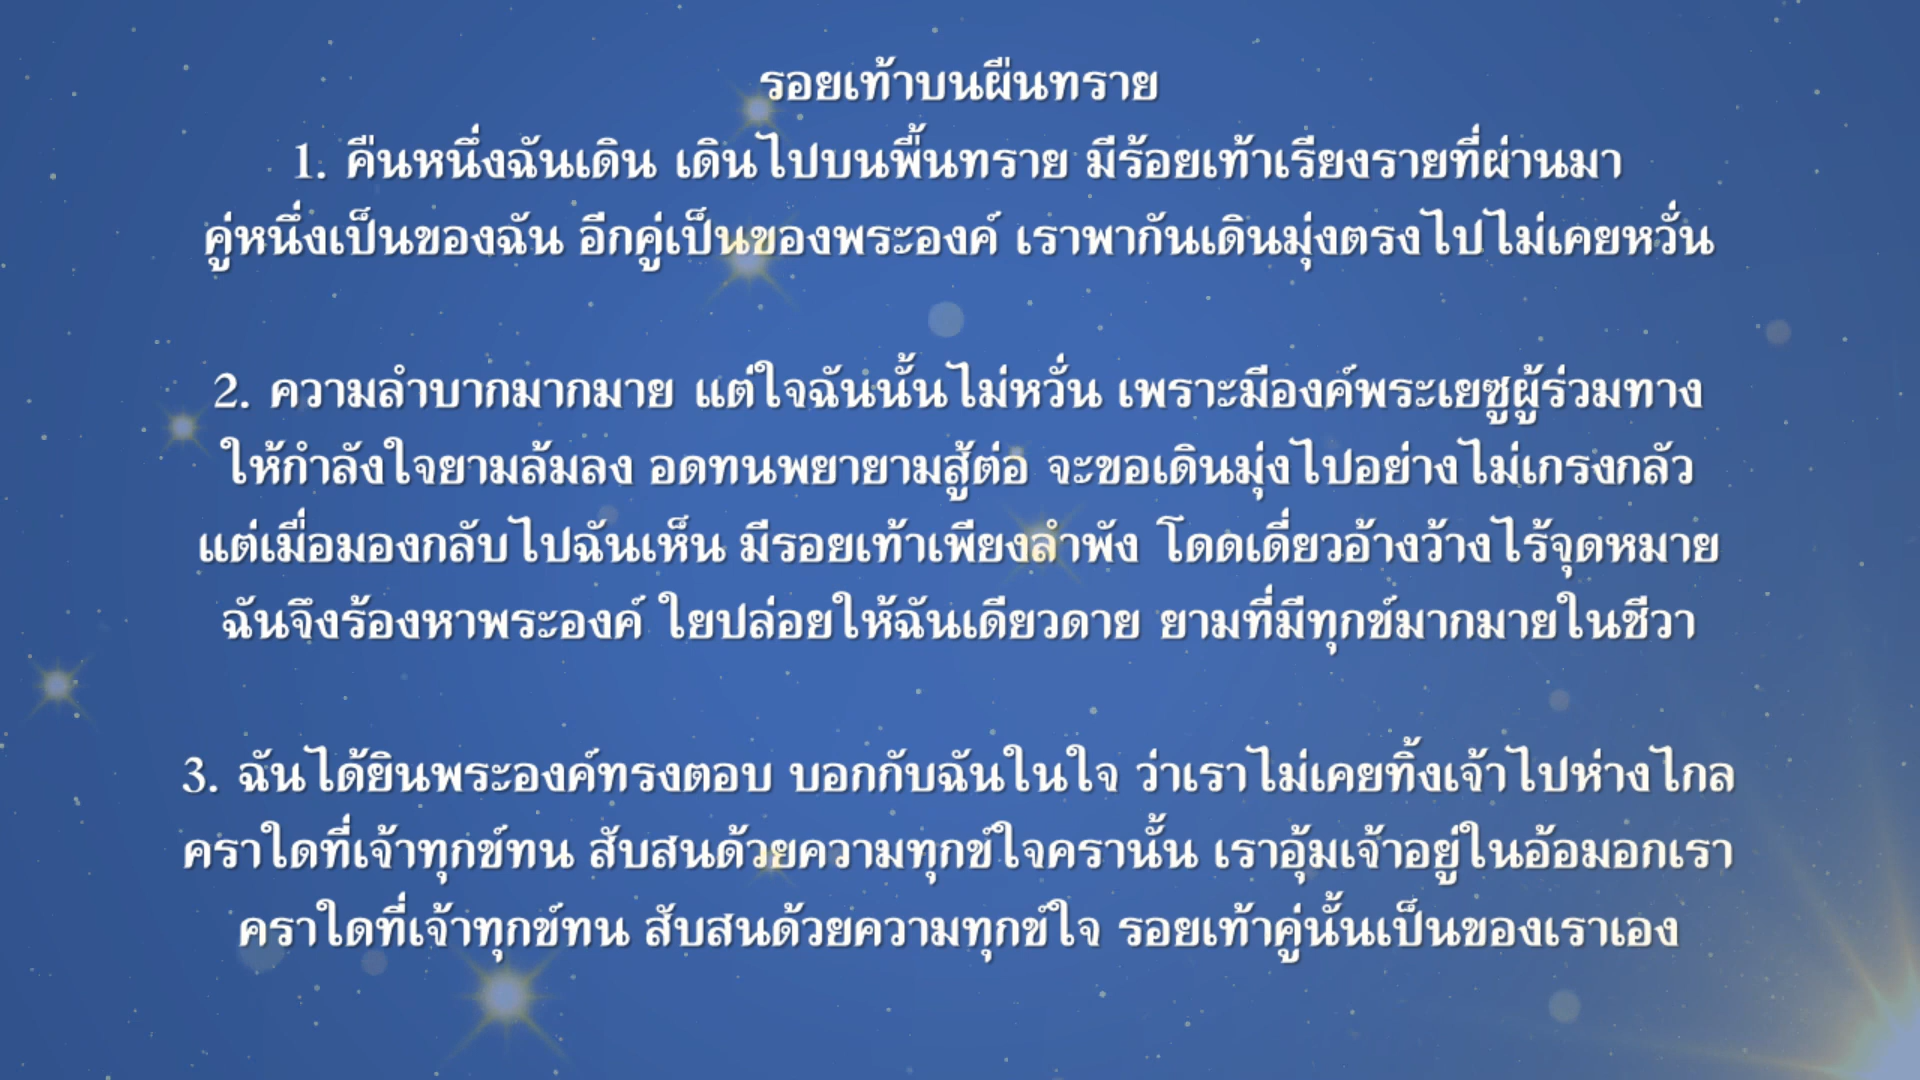 รอยเท้าบนผืนทราย
1. คืนหนึ่งฉันเดิน เดินไปบนพื้นทราย มีร้อยเท้าเรียงรายที่ผ่านมา
คู่หนึ่งเป็นของฉัน อีกคู่เป็นของพระองค์ เราพากันเดินมุ่งตรงไปไม่เคยหวั่น
2. ความลำบากมากมาย แต่ใจฉันนั้นไม่หวั่น เพราะมีองค์พระเยซูผู้ร่วมทาง
ให้กำลังใจยามล้มลง อดทนพยายามสู้ต่อ จะขอเดินมุ่งไปอย่างไม่เกรงกลัว
แต่เมื่อมองกลับไปฉันเห็น มีรอยเท้าเพียงลำพัง โดดเดี่ยวอ้างว้างไร้จุดหมาย
ฉันจึงร้องหาพระองค์ ใยปล่อยให้ฉันเดียวดาย ยามที่มีทุกข์มากมายในชีวา
3. ฉันได้ยินพระองค์ทรงตอบ บอกกับฉันในใจ ว่าเราไม่เคยทิ้งเจ้าไปห่างไกล
คราใดที่เจ้าทุกข์ทน สับสนด้วยความทุกข์ใจครานั้น เราอุ้มเจ้าอยู่ในอ้อมอกเรา
คราใดที่เจ้าทุกข์ทน สับสนด้วยความทุกข์ใจ รอยเท้าคู่นั้นเป็นของเราเอง